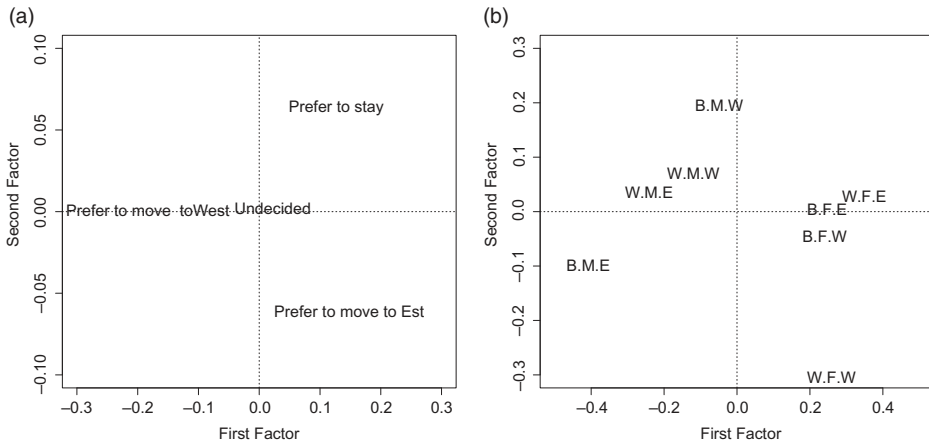 (a)
0.10
0.05
0.00
−0.05
−0.10
Second Factor
Prefer to stay
Prefer to move toWest
Undecided
Prefer to move to Est
−0.3
−0.2
−0.1
0.0
0.1
0.2
0.3
First Factor
(b)
0.3
0.2
0.1
0.0
−0.1
−0.2
−0.3
Second Factor
B.M.W
W.M.W
W.M.E
W.F.E
B.F.E
B.F.W
B.M.E
W.F.W
−0.4
−0.2
0.0
0.2
0.4
First Factor